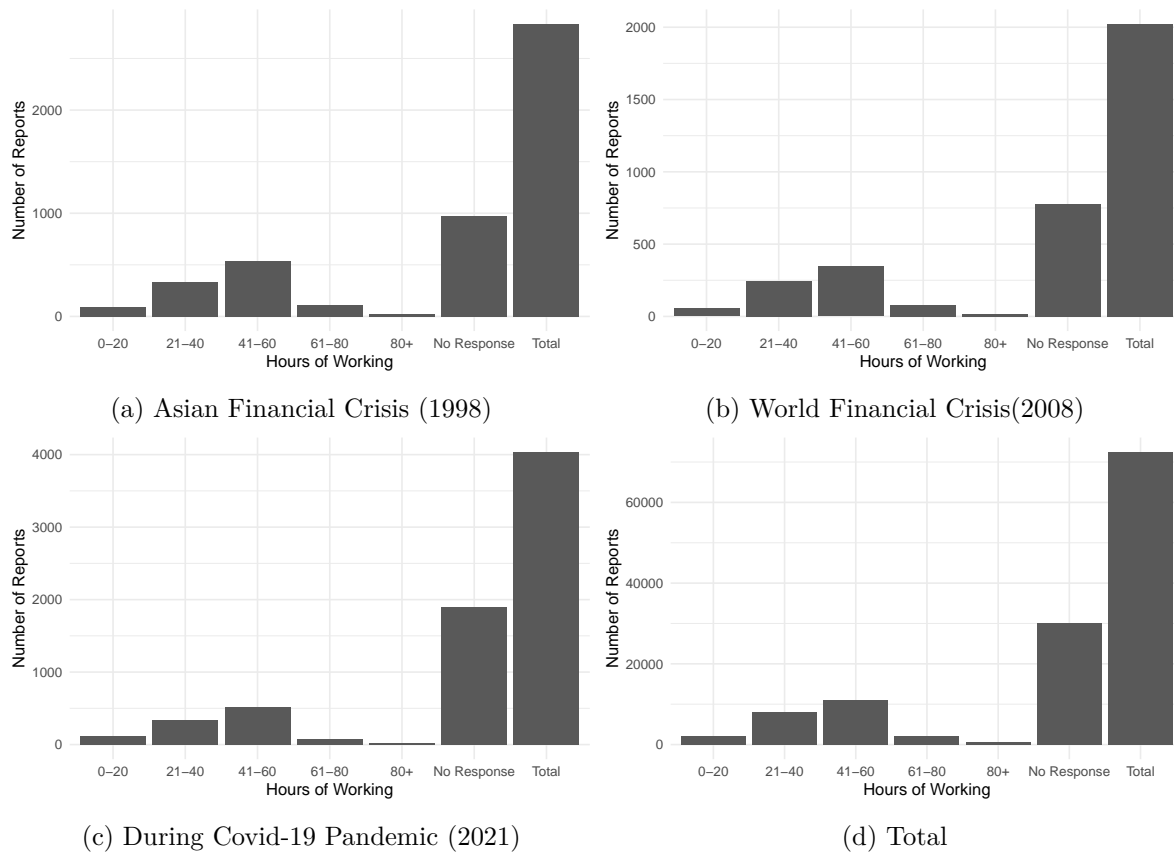 Number of Reports
2000
1000
0
0–20 21–40 41–60 61–80 80+ No Response Total
Hours of Working
(a) Asian Financial Crisis (1998)
Number of Reports
2000
1500
1000
500
0
0–20 21–40 41–60 61–80 80+ No Response Total
Hours of Working
(b) World Financial Crisis(2008)
Number of Reports
4000
3000
2000
1000
0
0–20 21–40 41–60 61–80 80+ No Response Total
Hours of Working
(c) During Covid-19 Pandemic (2021)
Number of Reports
60000
40000
20000
0
0–20 21–40 41–60 61–80 80+ No Response Total
Hours of Working
(d) Total